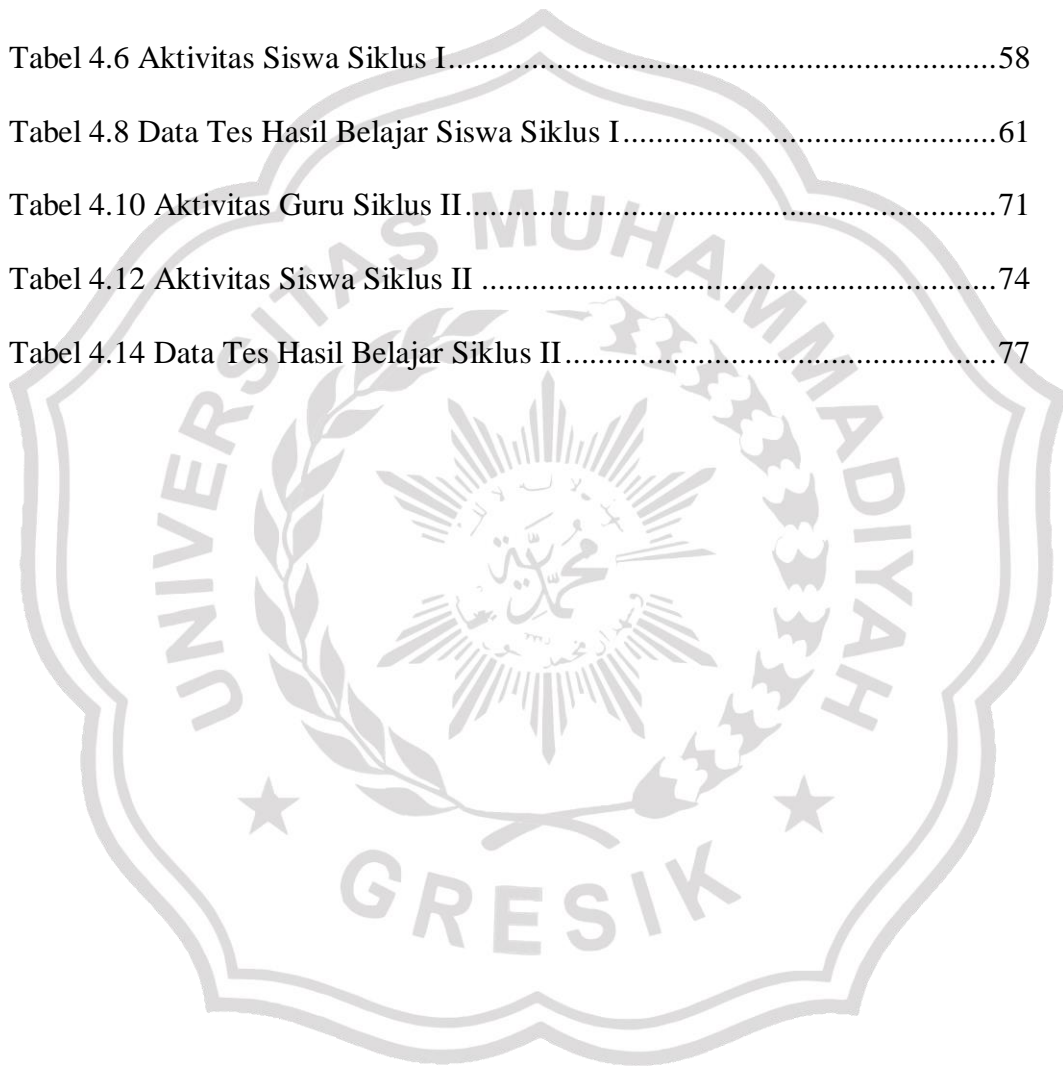 Tabel 4.6 Aktivitas Siswa Siklus I.................................................................58
Tabel 4.8 Data Tes Hasil Belajar Siswa Siklus I............................................61
Tabel 4.10 Aktivitas Guru Siklus II...............................................................71
Tabel 4.12 Aktivitas Siswa Siklus II .............................................................74
Tabel 4.14 Data Tes Hasil Belajar Siklus II...................................................77
UNIVERSITAS MUHAMMADIYAH
GRESIK